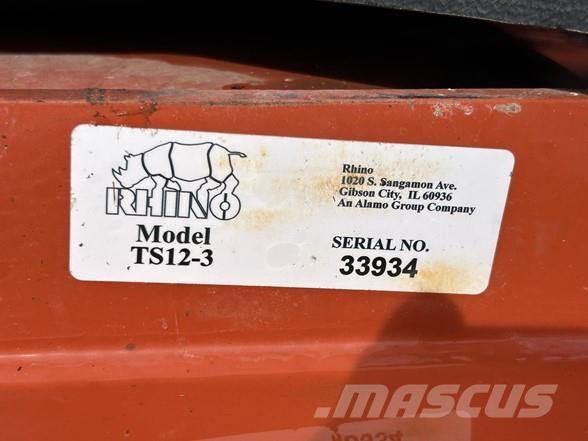 RHINO
Model
TS12-3
Rhino
1020 S. Sangamon Ave.
Gibson City, IL 60936
An Alamo Group Company
SERIAL NO.
33934
MASCUS